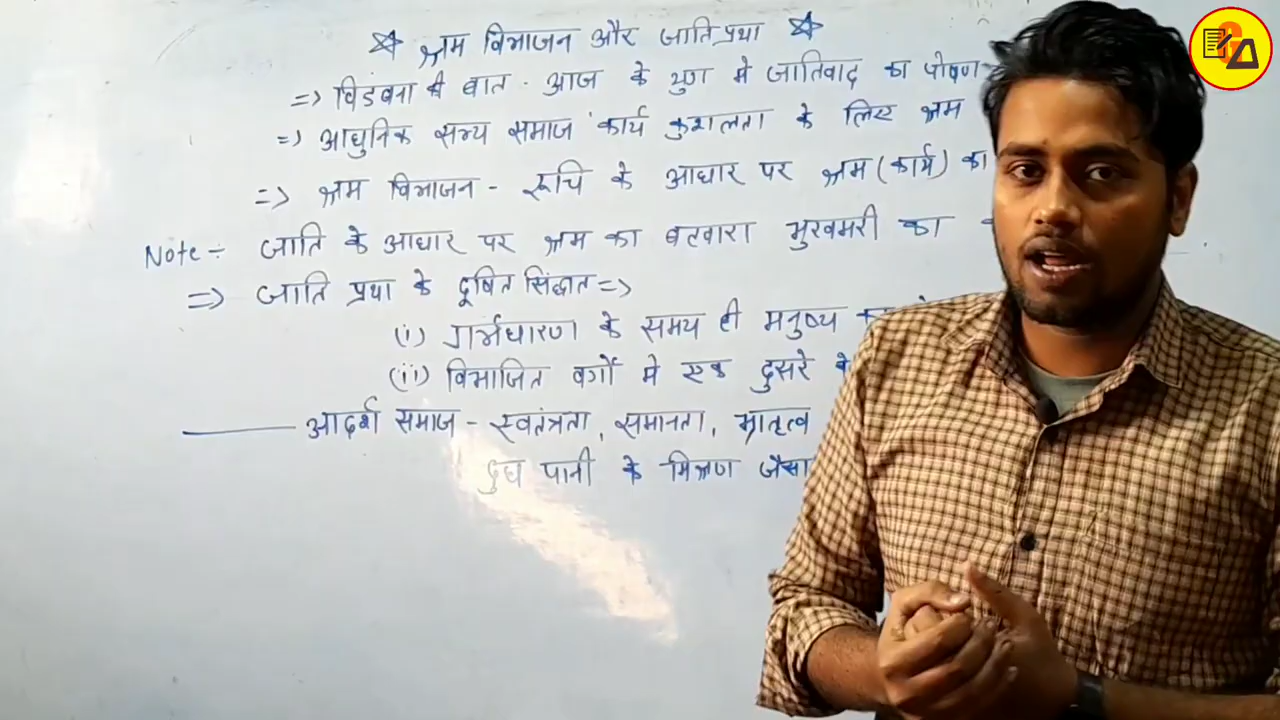 ☆ श्रम विभाजन और जातिप्रथा ☆
=> विडंबना की बात - आज के युग मे जातिवाद का पोषण
=> आधुनिक सभ्य समाज कार्य कुशलता के लिए श्रम
=> श्रम विभाजन - रूचि के आधार पर श्रम (कार्य) का
Note ÷ जाति के आधार पर श्रम का बटवारा भुखमरी का
=> जाति प्रथा के दूषित सिंद्धात =>
(i) गर्भधारण के समय ही मनुष्य का
(ii) विभाजित वर्गो मे एक दुसरे के
आदर्श समाज - स्वतंत्रता, समानता, भ्रातृत्व
दुध पानी के मिश्रण जैसा